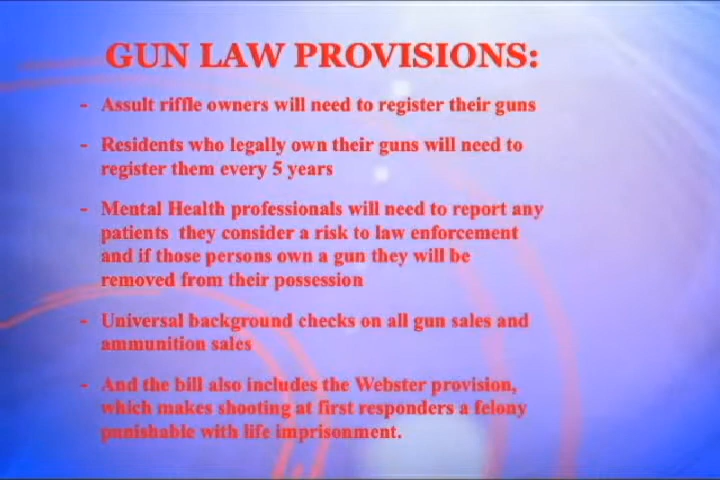 GUN LAW PROVISIONS:
- Assult riffle owners will need to register their guns
- Residents who legally own their guns will need to
register them every 5 years
- Mental Health professionals will need to report any
patients they consider a risk to law enforcement
and if those persons own a gun they will be
removed from their possession
- Universal background checks on all gun sales and
ammunition sales
- And the bill also includes the Webster provision,
which makes shooting at first responders a felony
punishable with life imprisonment.